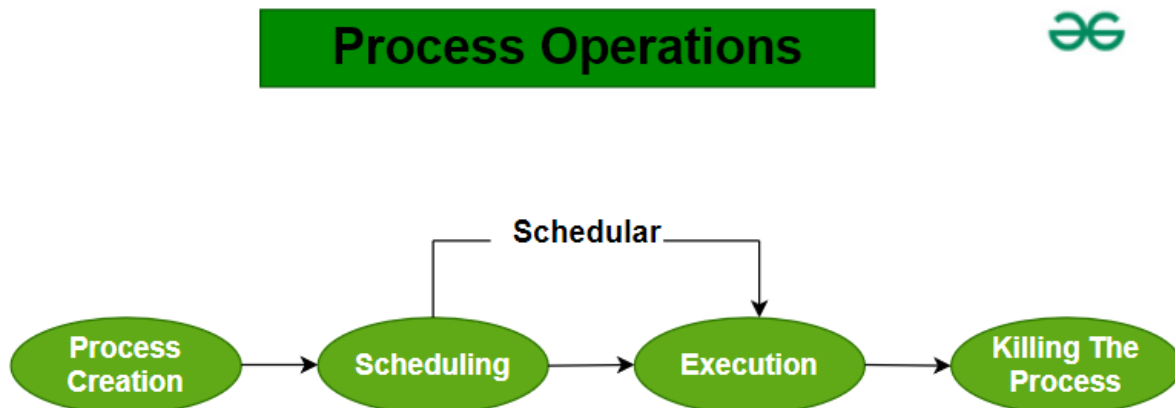 Process Operations
Schedular
Process
Creation
Scheduling
Execution
Killing The
Process